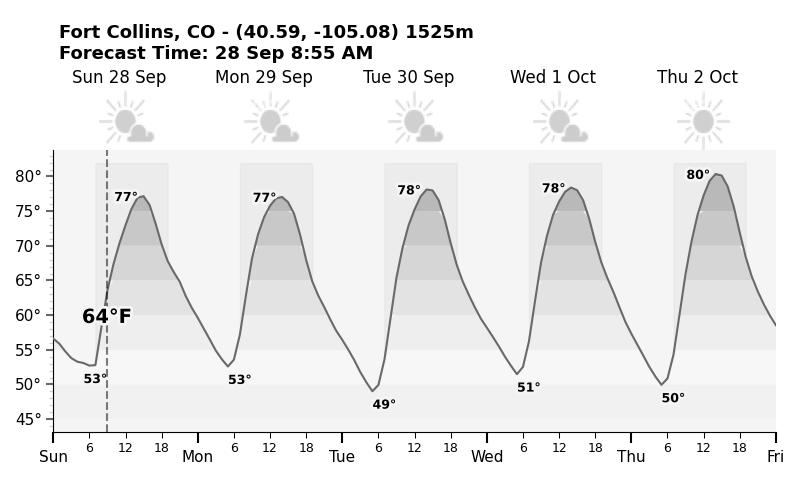 Fort Collins, CO - (40.59, -105.08) 1525m
Forecast Time: 28 Sep 8:55 AM
Sun 28 Sep Mon 29 Sep Tue 30 Sep Wed 1 Oct Thu 2 Oct
80°
75°
70°
65°
60°
55°
50°
45°
77° 77° 78° 78° 80°
64°F
53° 53° 49° 51° 50°
6 12 18 6 12 18 6 12 18 6 12 18 6 12 18
Sun Mon Tue Wed Thu Fri